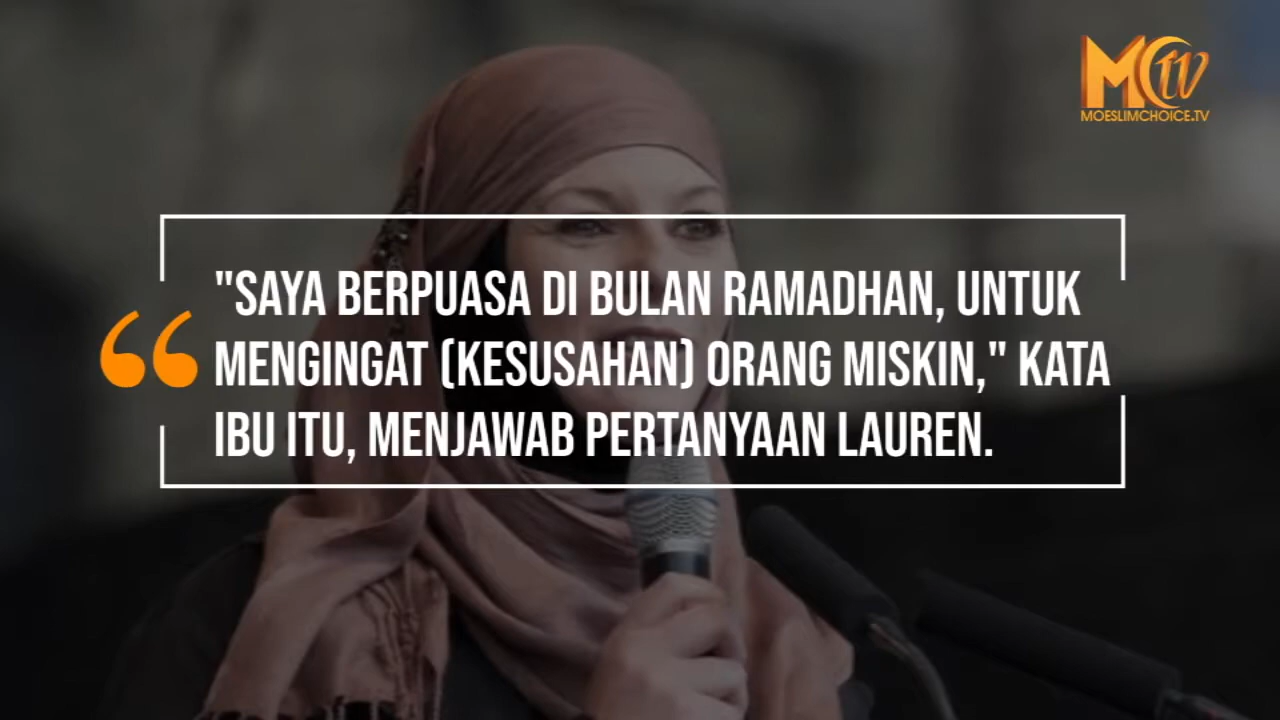 MCTV
MOESLIMCHOICE.TV
"SAYA BERPUASA DI BULAN RAMADHAN, UNTUK
MENGINGAT (KESUSAHAN) ORANG MISKIN," KATA
IBU ITU, MENJAWAB PERTANYAAN LAUREN.